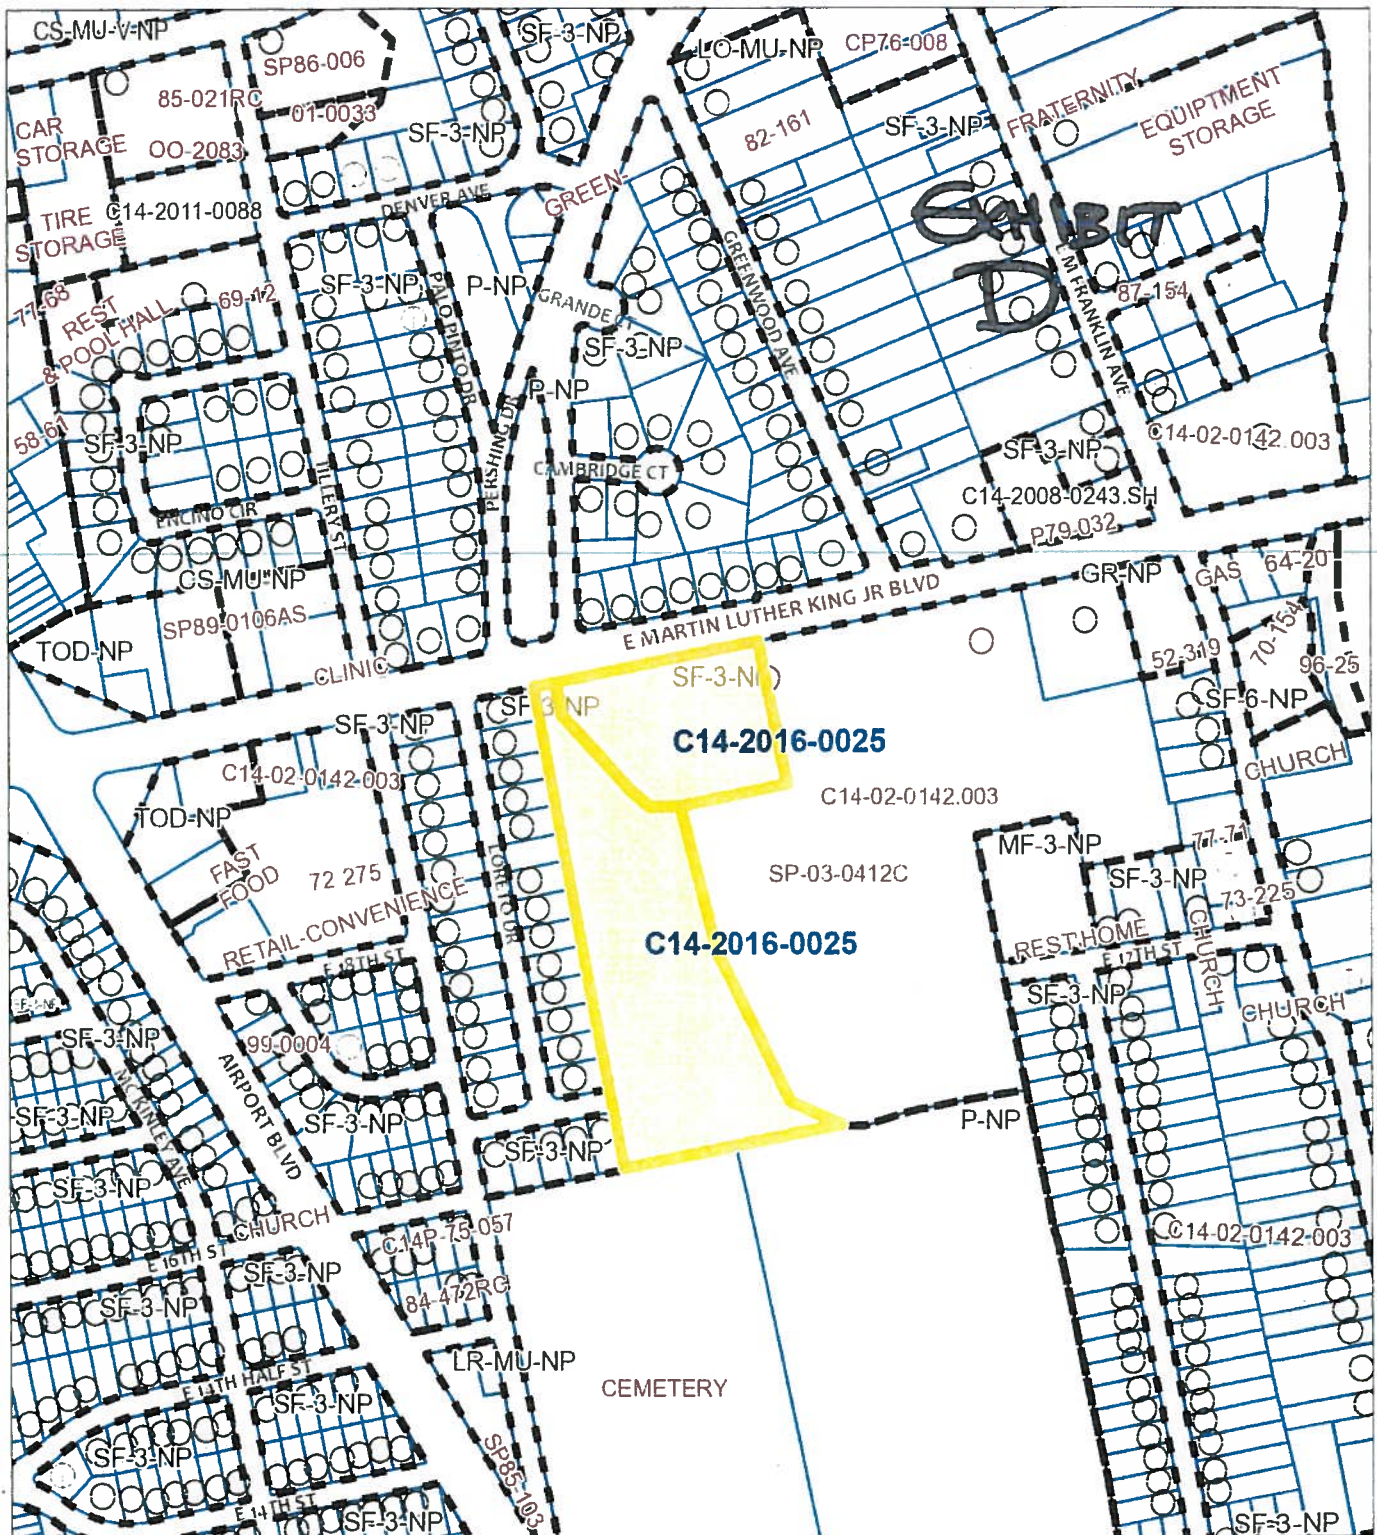 CS-MU-V-NP
SP86-006
SF-3-NP
LO-MU-NP
CP76-008
85-021RC
01-0033
CAR
STORAGE
OO-2083
SF-3-NP
82-161
SF-3-NP
FRATERNITY
EQUIPTMENT
STORAGE
DENVER AVE
GREEN-
TIRE
STORAGE
C14-2011-0088
EXHIBIT
D
77-68
REST
& POOL HALL
69-12
SF-3-NP
PALO PINTO DR
P-NP
GRANDE CT
SF-3-NP
GREENWOOD AVE
E M FRANKLIN AVE
87-154
58-61
SF-3-NP
P-NP
PERSHING DR
CAMBRIDGE CT
SF-3-NP
C14-02-0142.003
C14-2008-0243.SH
P79-032
TILLERY ST
ENCINO CIR
CS-MU-NP
SP89-0106AS
TOD-NP
CLINIC
E MARTIN LUTHER KING JR BLVD
GR-NP
GAS
64-20
70-154
52-319
96-25
SF-6-NP
CHURCH
SF-3-NP
SF-3-NP
SF-3-NP
C14-2016-0025
C14-02-0142.003
C14-02-0142.003
TOD-NP
FAST
FOOD
72 275
RETAIL-CONVENIENCE
LORETO DR
SP-03-0412C
MF-3-NP
77-71
SF-3-NP
73-225
C14-2016-0025
REST HOME
E 17TH ST
CHURCH
CHURCH
SF-3-NP
E 18TH ST
99-0004
SF-3-NP
SF-3-NP
MCKINLEY AVE
AIRPORT BLVD
SF-3-NP
SF-3-NP
SF-3-NP
P-NP
SF-3-NP
CHURCH
C14P-75-057
C14-02-0142.003
E 16TH ST
SF-3-NP
SF-3-NP
84-472RC
LR-MU-NP
CEMETERY
E 14TH HALF ST
SF-3-NP
SF-3-NP
SP85-103
E 14TH ST
SF-3-NP
SF-3-NP